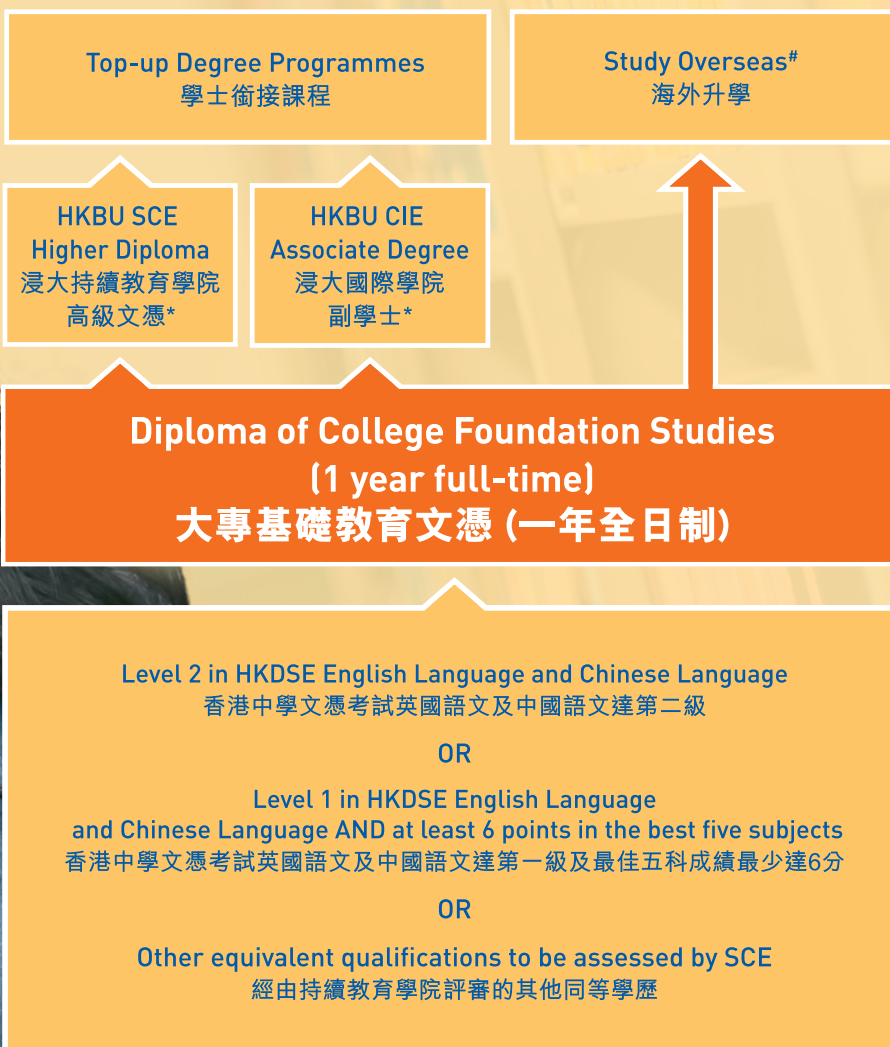 Top-up Degree Programmes
學士銜接課程
Study Overseas#
海外升學
HKBU SCE
Higher Diploma
浸大持續教育學院
高級文憑*
HKBU CIE
Associate Degree
浸大國際學院
副學士*
Diploma of College Foundation Studies
(1 year full-time)
大專基礎教育文憑 (一年全日制)
Level 2 in HKDSE English Language and Chinese Language
香港中學文憑考試英國語文及中國語文達第二級
OR
Level 1 in HKDSE English Language
and Chinese Language AND at least 6 points in the best five subjects
香港中學文憑考試英國語文及中國語文達第一級及最佳五科成績最少達6分
OR
Other equivalent qualifications to be assessed by SCE
經由持續教育學院評審的其他同等學歷